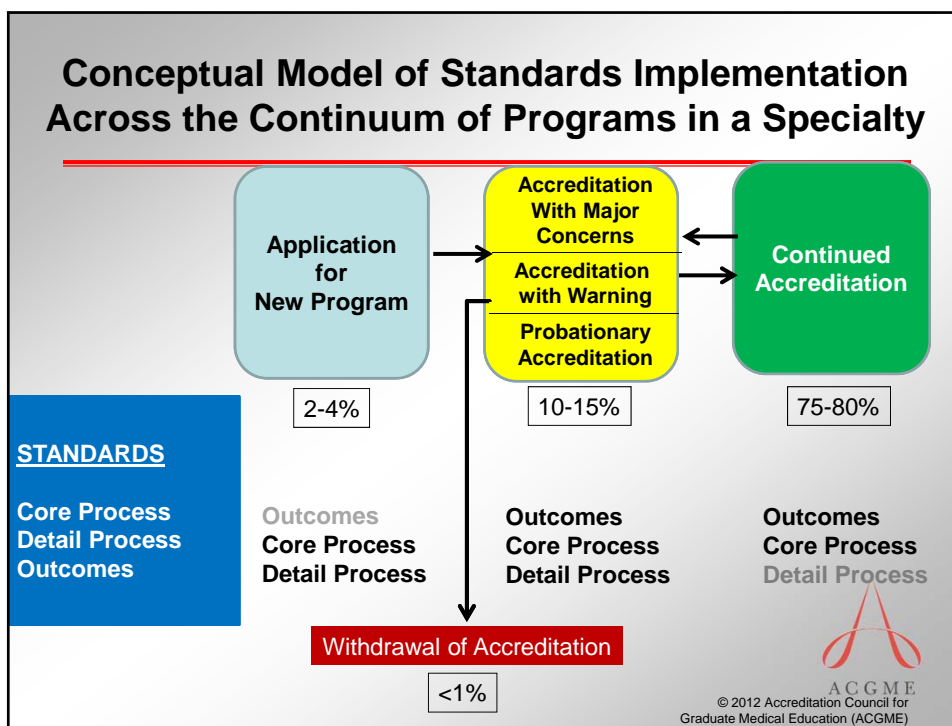 Conceptual Model of Standards Implementation
Across the Continuum of Programs in a Specialty
Application
for
New Program
2-4%
Accreditation
With Major
Concerns
Accreditation
with Warning
Probationary
Accreditation
10-15%
Continued
Accreditation
75-80%
STANDARDS
Core Process
Detail Process
Outcomes
Outcomes
Core Process
Detail Process
Outcomes
Core Process
Detail Process
Outcomes
Core Process
Detail Process
Withdrawal of Accreditation
<1%
ACGME
© 2012 Accreditation Council for
Graduate Medical Education (ACGME)